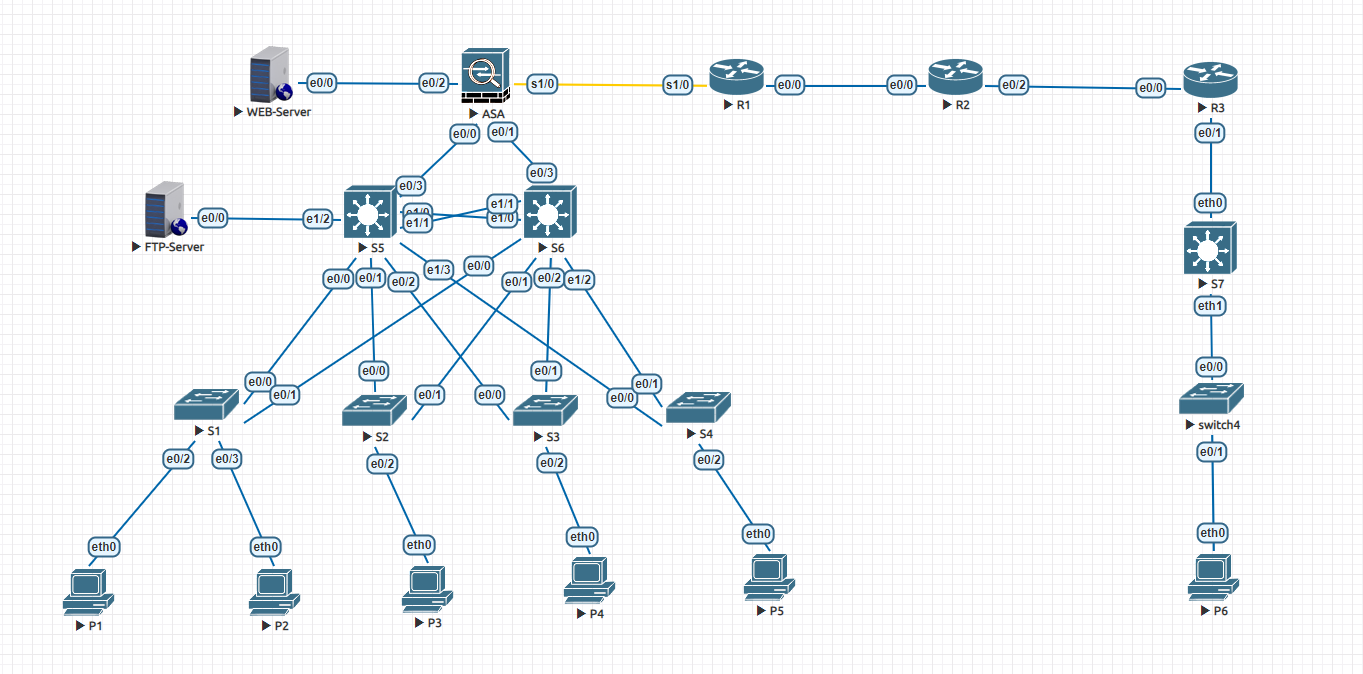 e0/0
e0/2
s1/0
s1/0
e0/0
e0/0
e0/2
e0/0
WEB-Server
ASA
R1
R2
R3
e0/0
e0/1
e0/1
e0/3
e0/3
e1/1
eth0
e0/0
e1/2
e1/0
e1/0
e1/1
FTP-Server
S5
S6
S7
e1/3
e0/0
e0/0
e0/1
e0/2
e0/1
e0/2
e1/2
eth1
e0/0
e0/0
e0/1
e0/0
e0/1
e0/1
e0/0
e0/1
e0/0
S1
S2
S3
S4
switch4
e0/2
e0/3
e0/2
e0/2
e0/2
e0/1
eth0
eth0
eth0
eth0
eth0
eth0
P1
P2
P3
P4
P5
P6